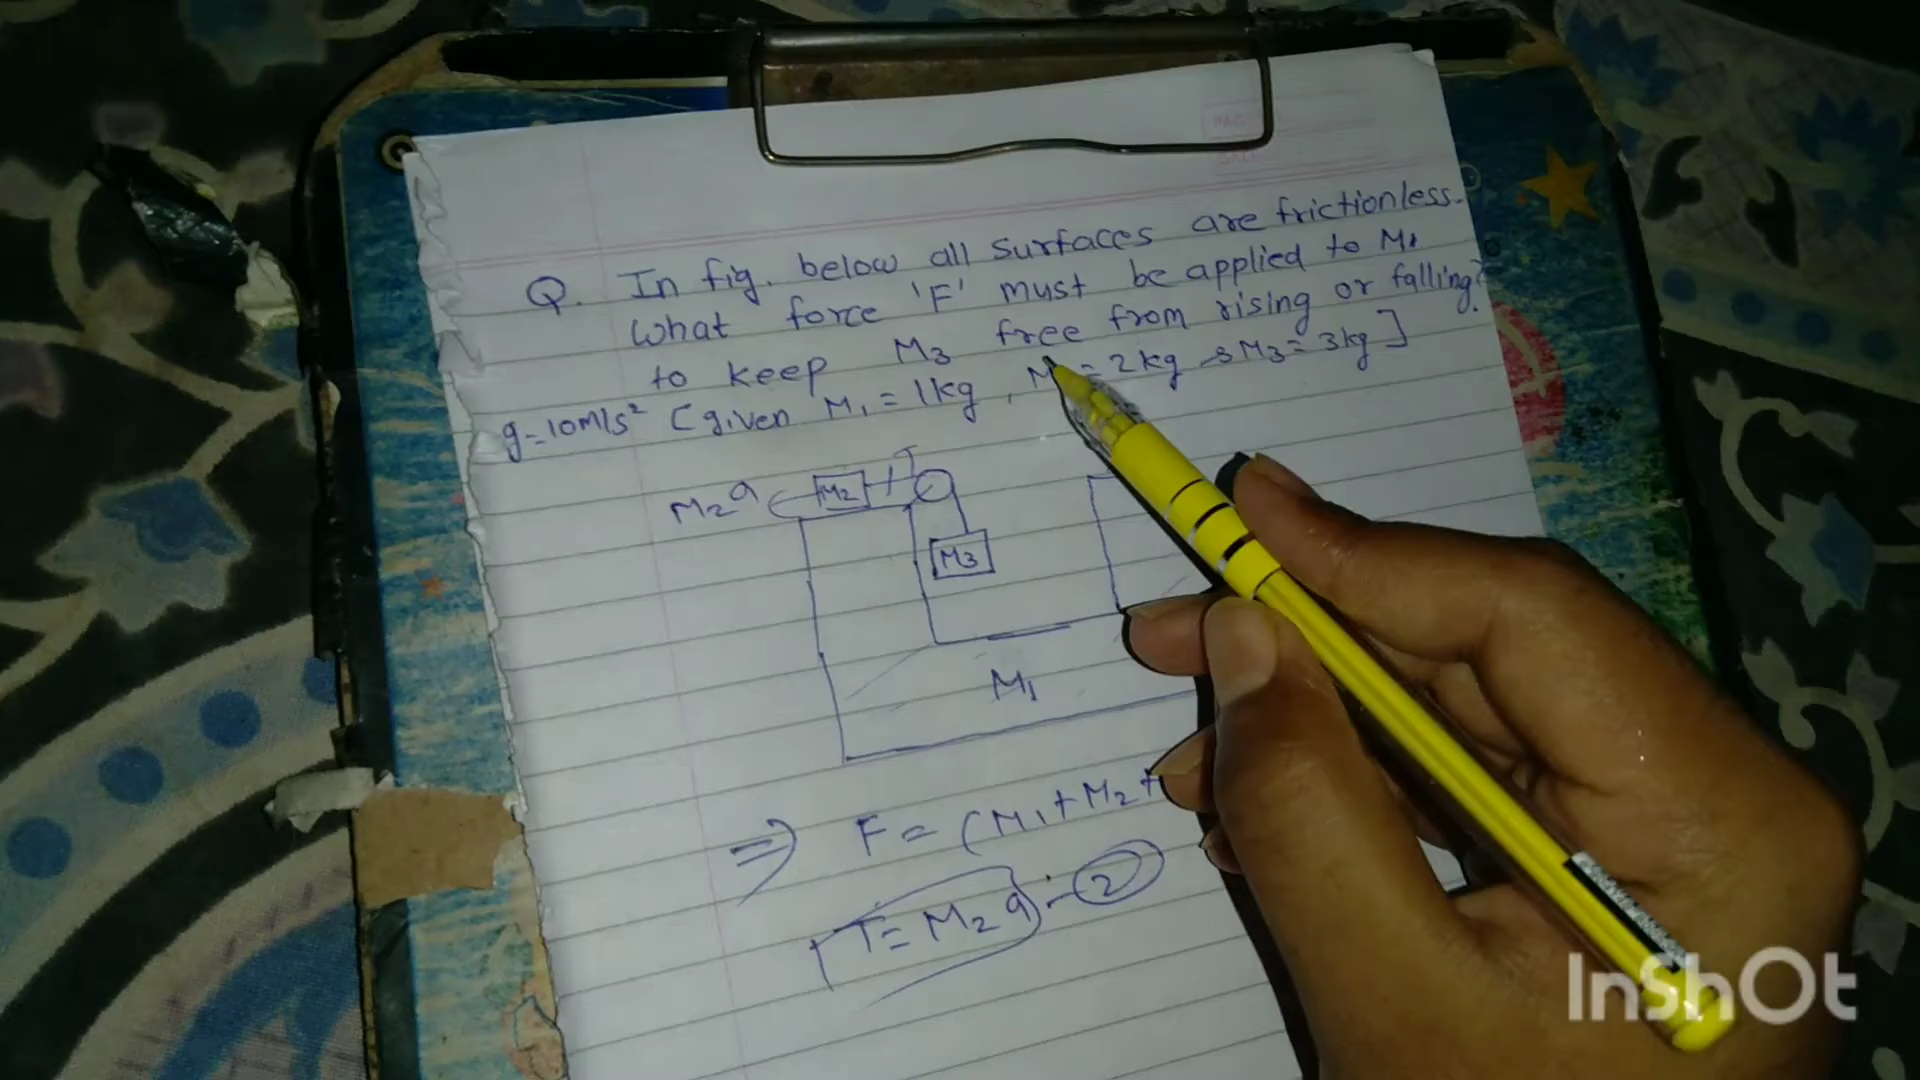 Q. In fig. below all surfaces are frictionless.
What force 'F' must be applied to M1
to keep M3 free from rising or falling?
g=10M/s² [given M1 = 1kg, M = 2kg, M3 = 3kg]
M2a M2 T
M3
M1
⇒ F = (M1+M2+
T = M2a - 2
InShOt